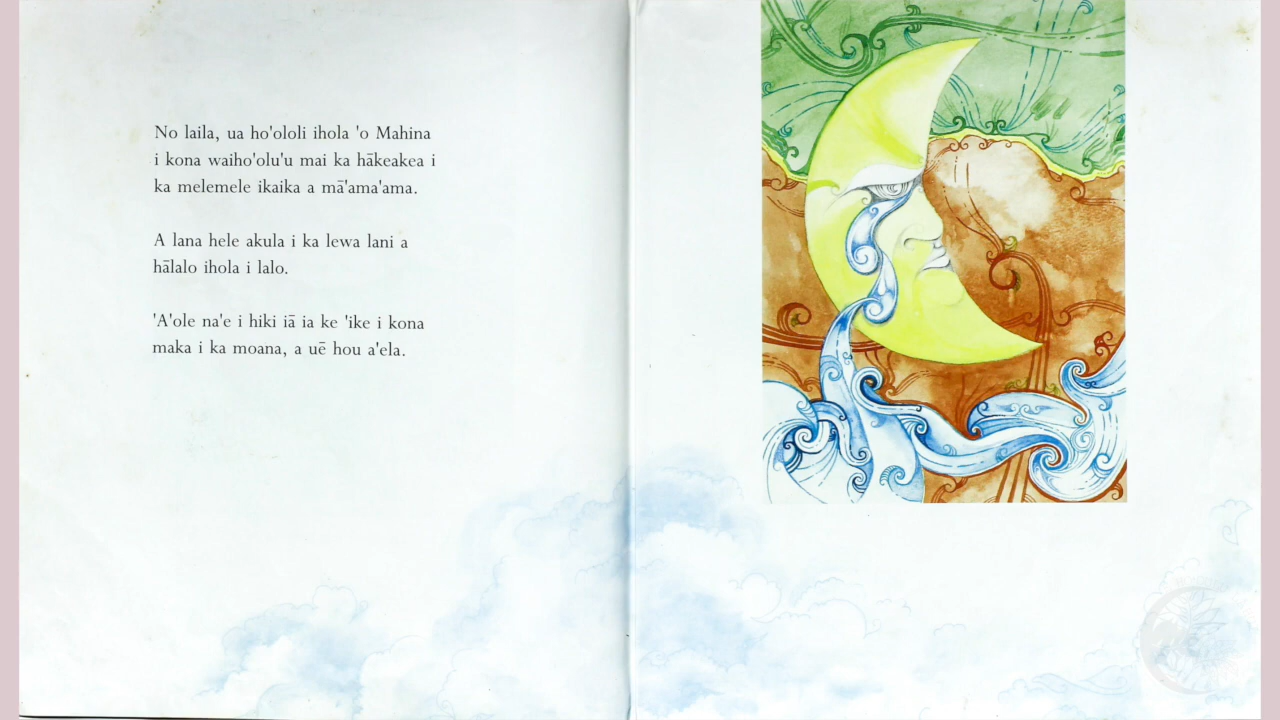 No laila, ua ho'ololi ihola 'o Mahina
i kona waiho'olu'u mai ka hākeakea i
ka melemele ikaika a mā'ama'ama.
A lana hele akula i ka lewa lani a
hālalo ihola i lalo.
'A'ole na'e i hiki iā ia ke 'ike i kona
maka i ka moana, a uē hou a'ela.